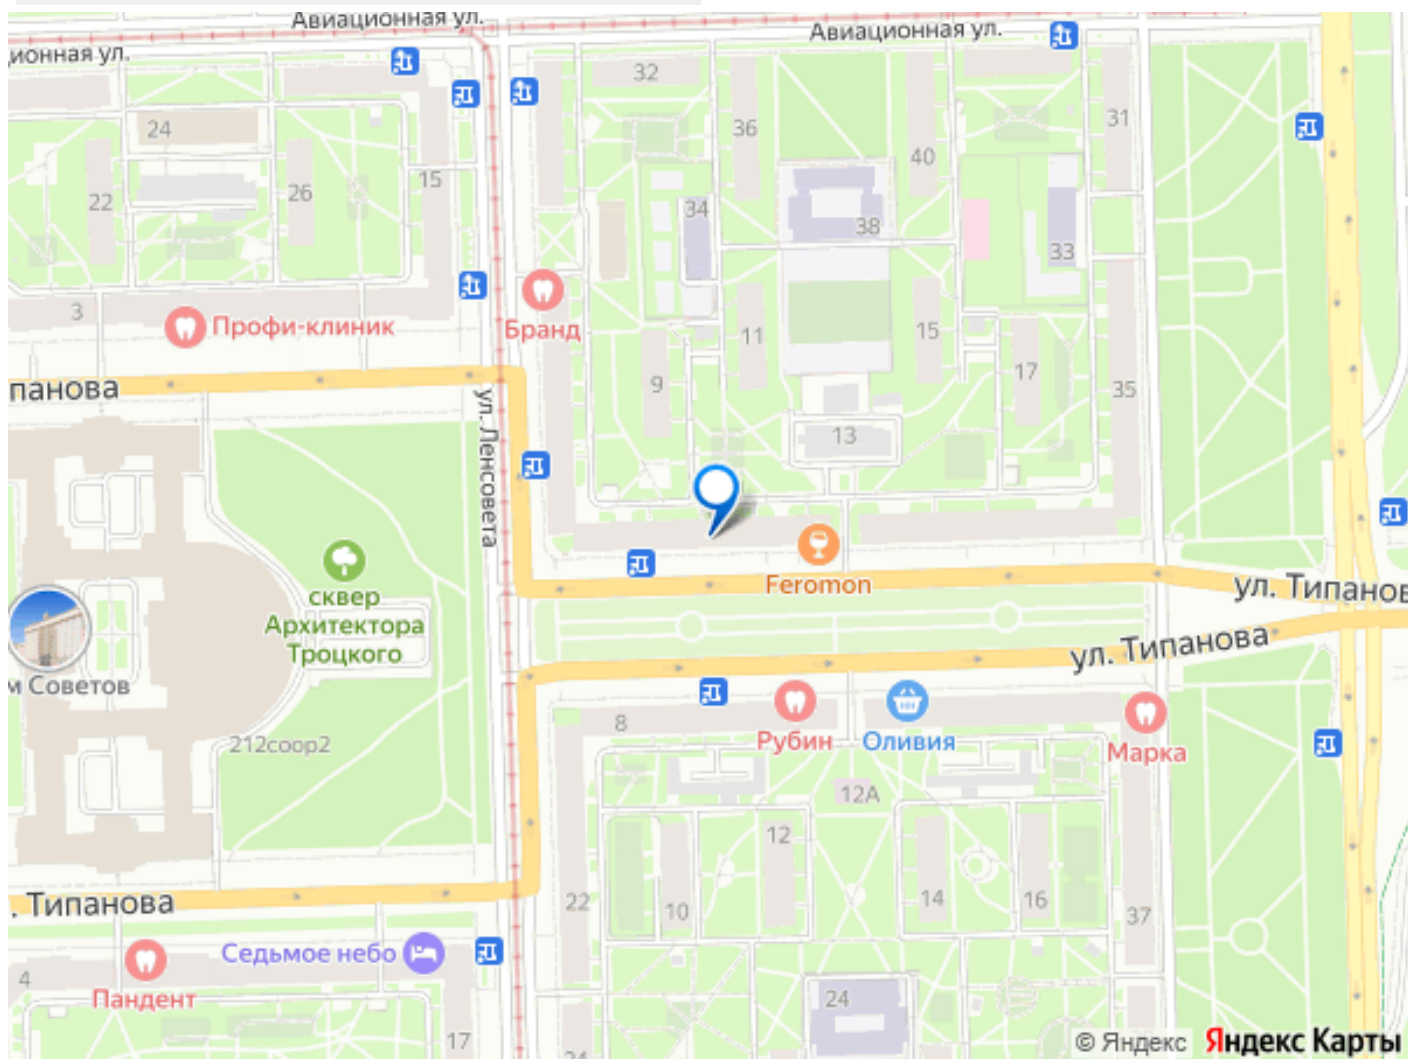 Авиационная ул.
Авиационная ул.
ционная ул.
32
24
36
31
40
22
26
15
34
38
33
3
Профи-клиник
Бранд
11
15
17
9
35
панова
ул. Ленсовета
13
сквер
Архитектора
Троцкого
Feromon
ул. Типанов
ул. Типанова
м Советов
212соор2
8
Рубин
Оливия
Марка
12А
12
22
10
14
16
37
. Типанова
Седьмое небо
4
Пандент
24
17
24
© Яндекс
Яндекс Карты